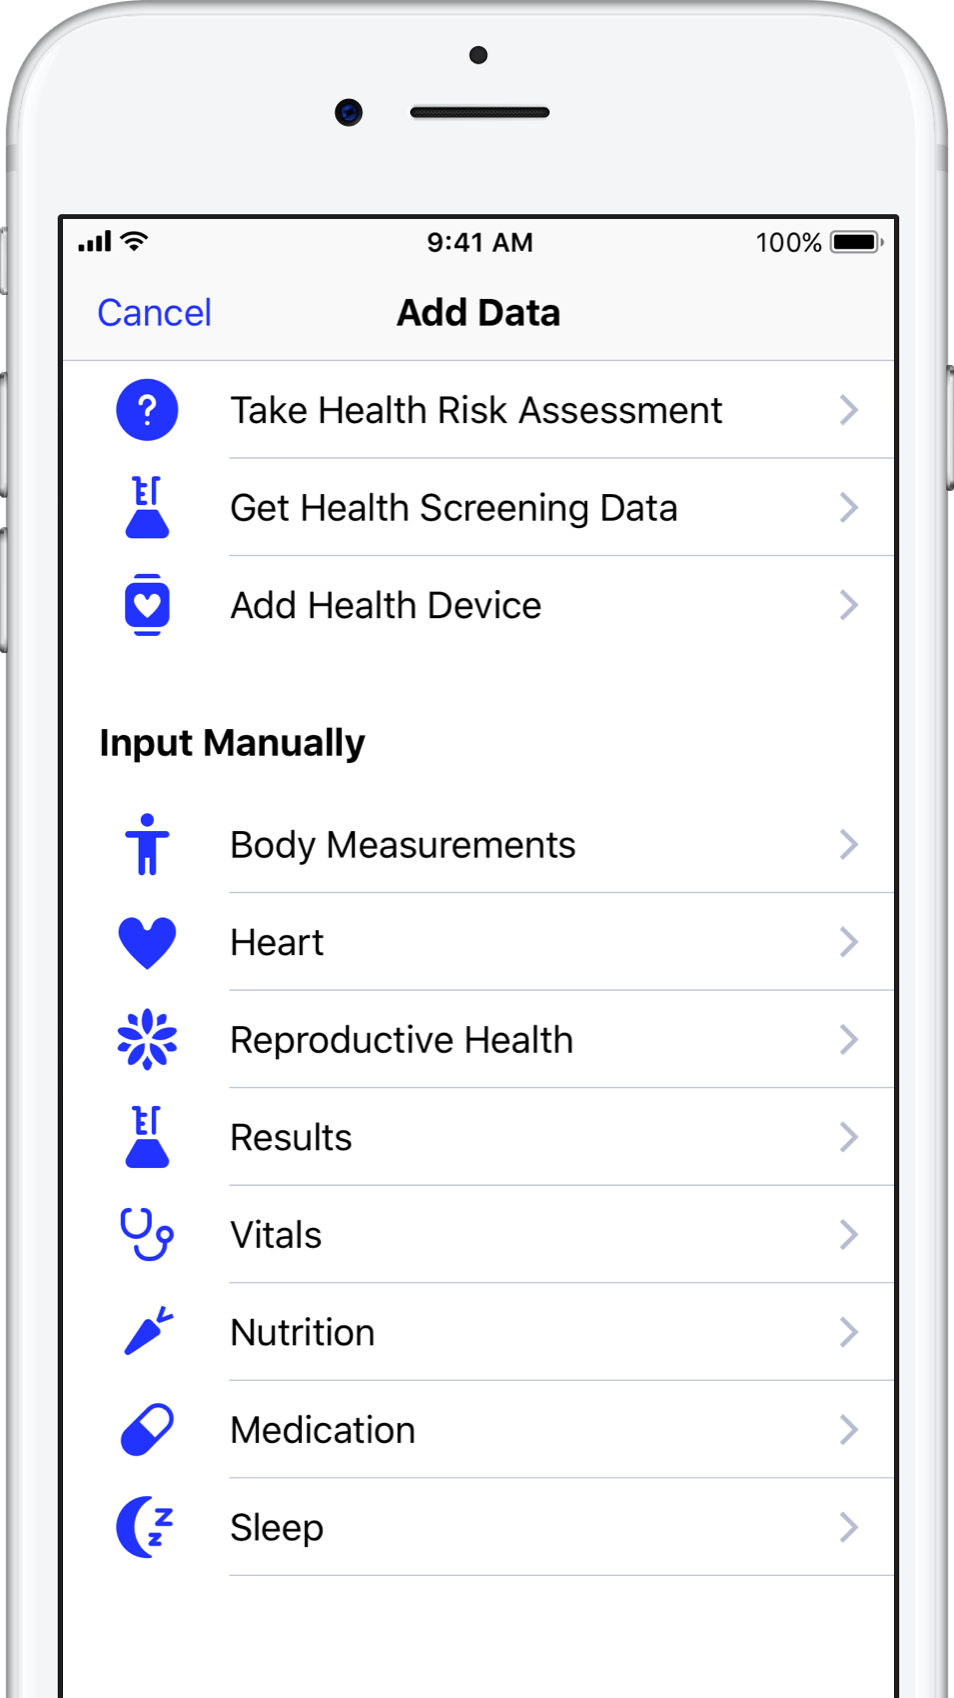 9:41 AM 100%
Cancel Add Data
Take Health Risk Assessment
Get Health Screening Data
Add Health Device
Input Manually
Body Measurements
Heart
Reproductive Health
Results
Vitals
Nutrition
Medication
Sleep